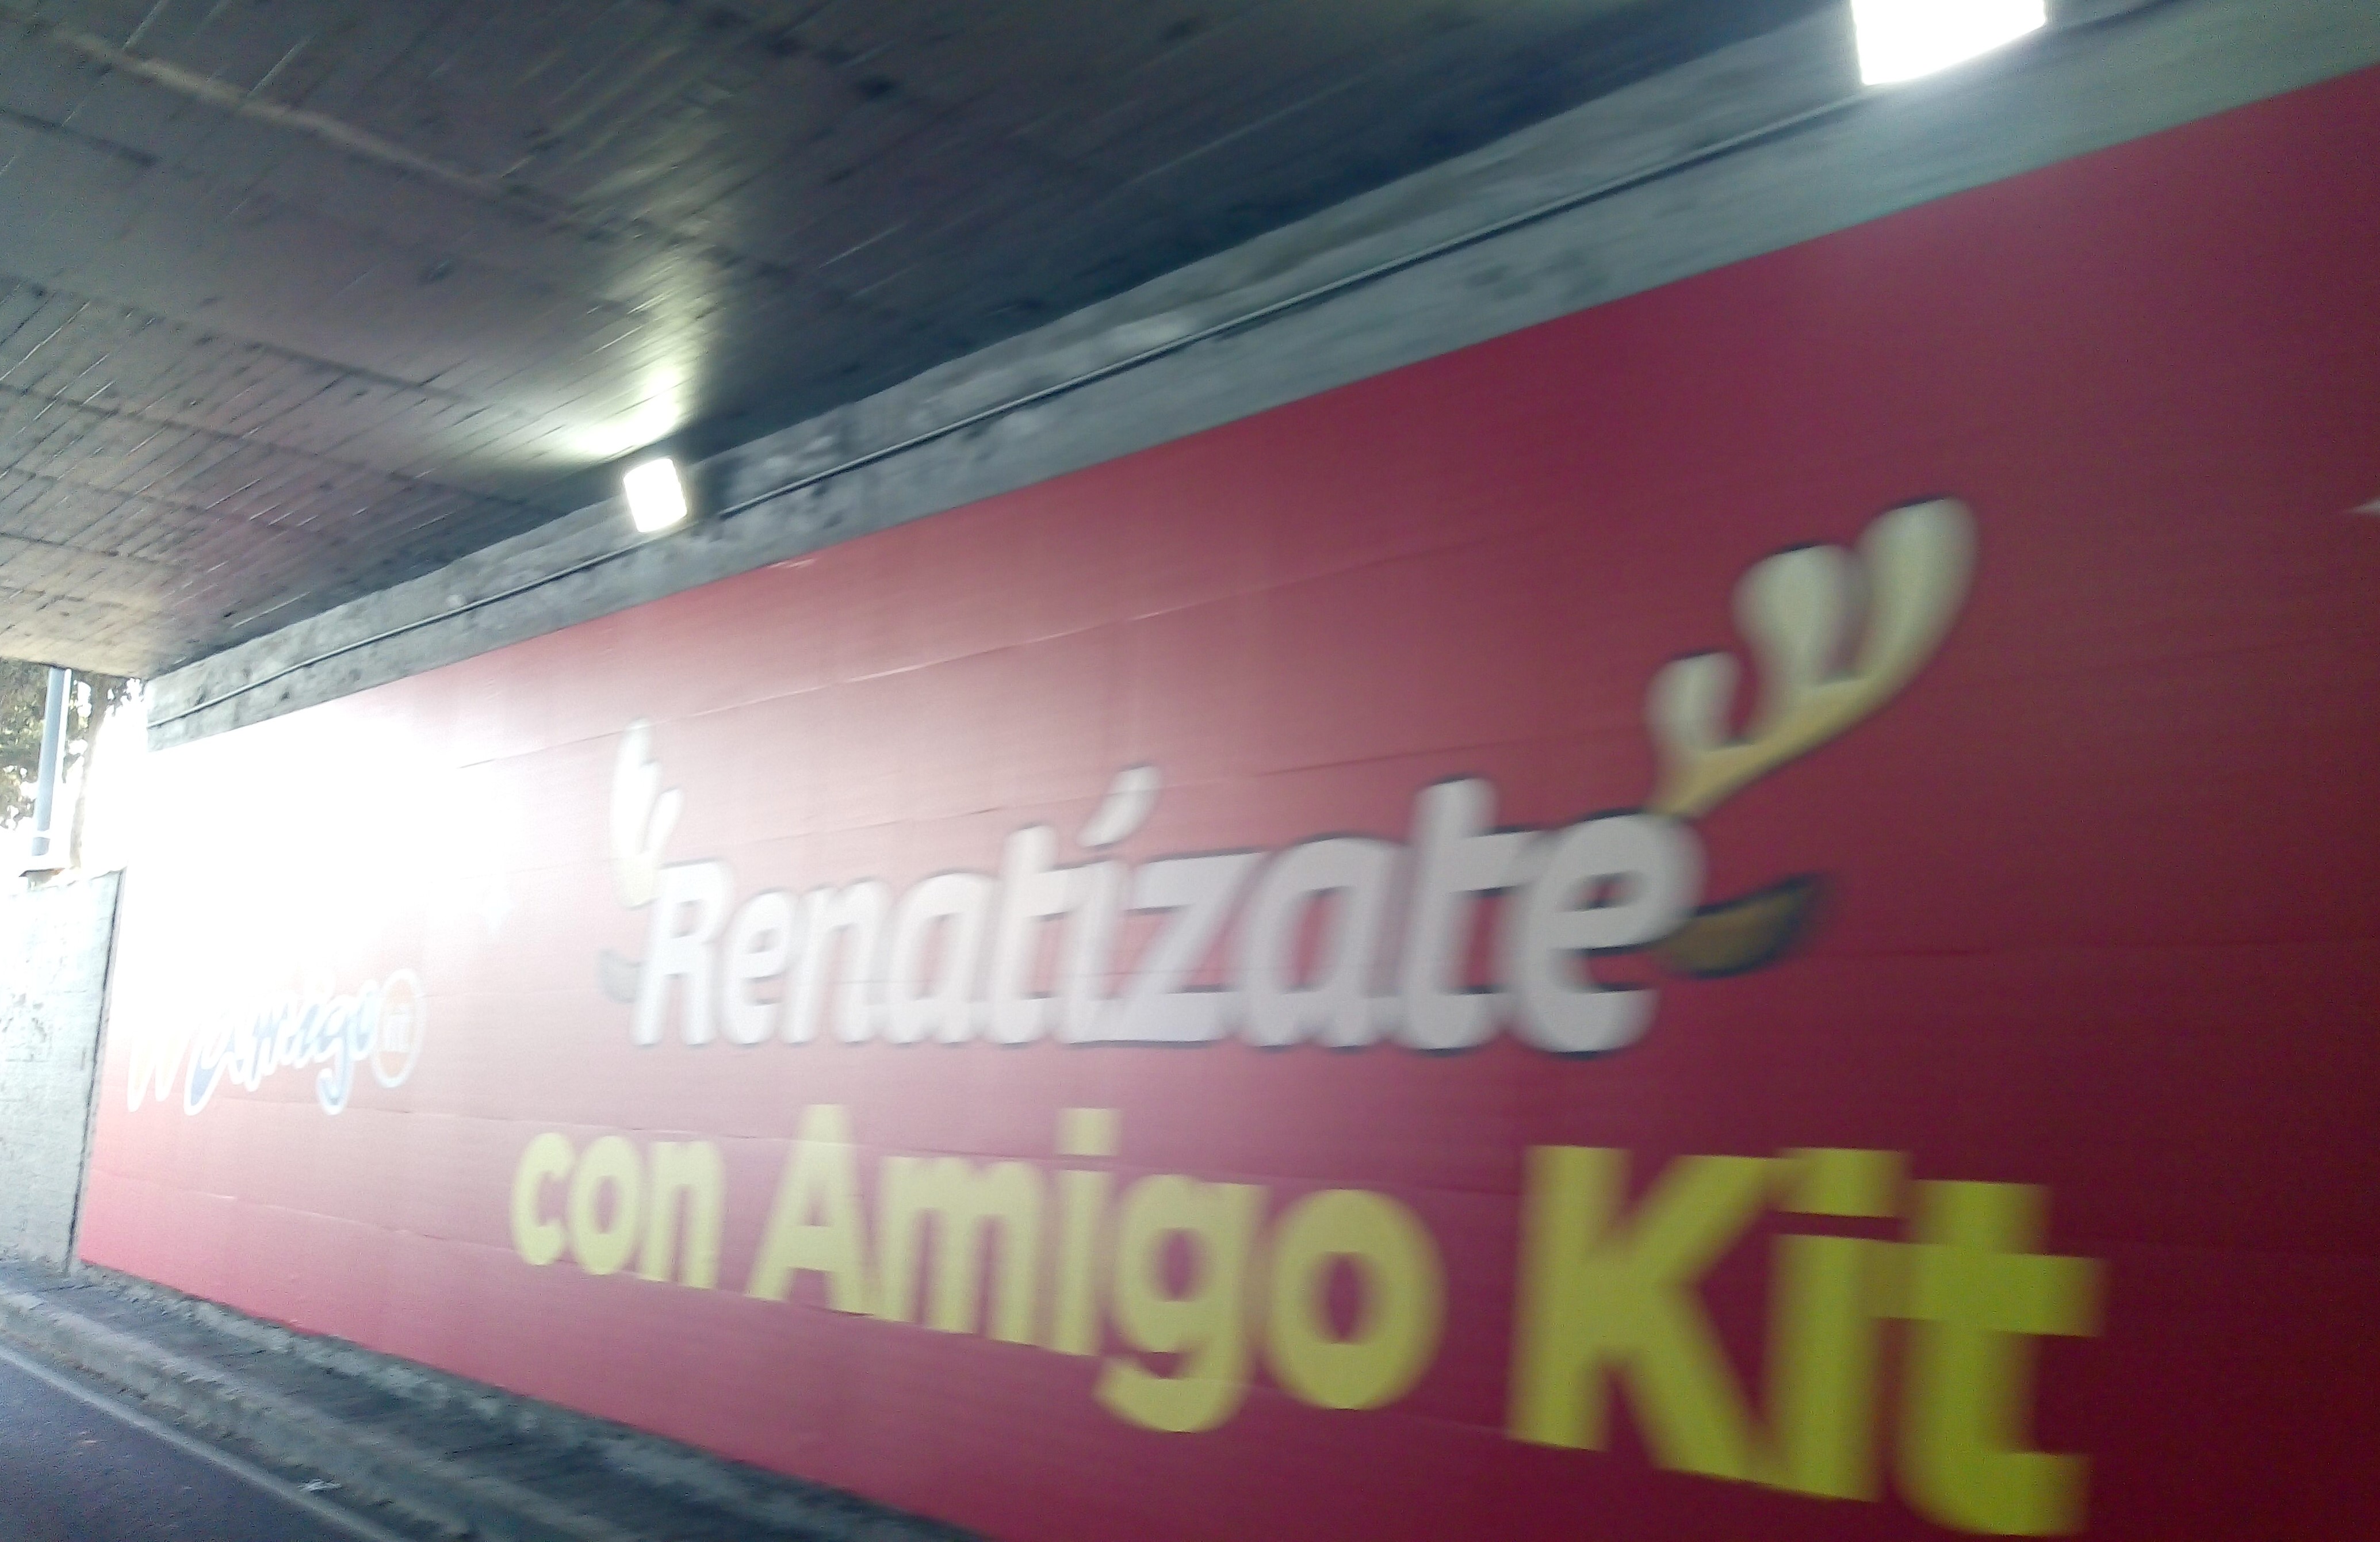 Renatízate
con Amigo Kit